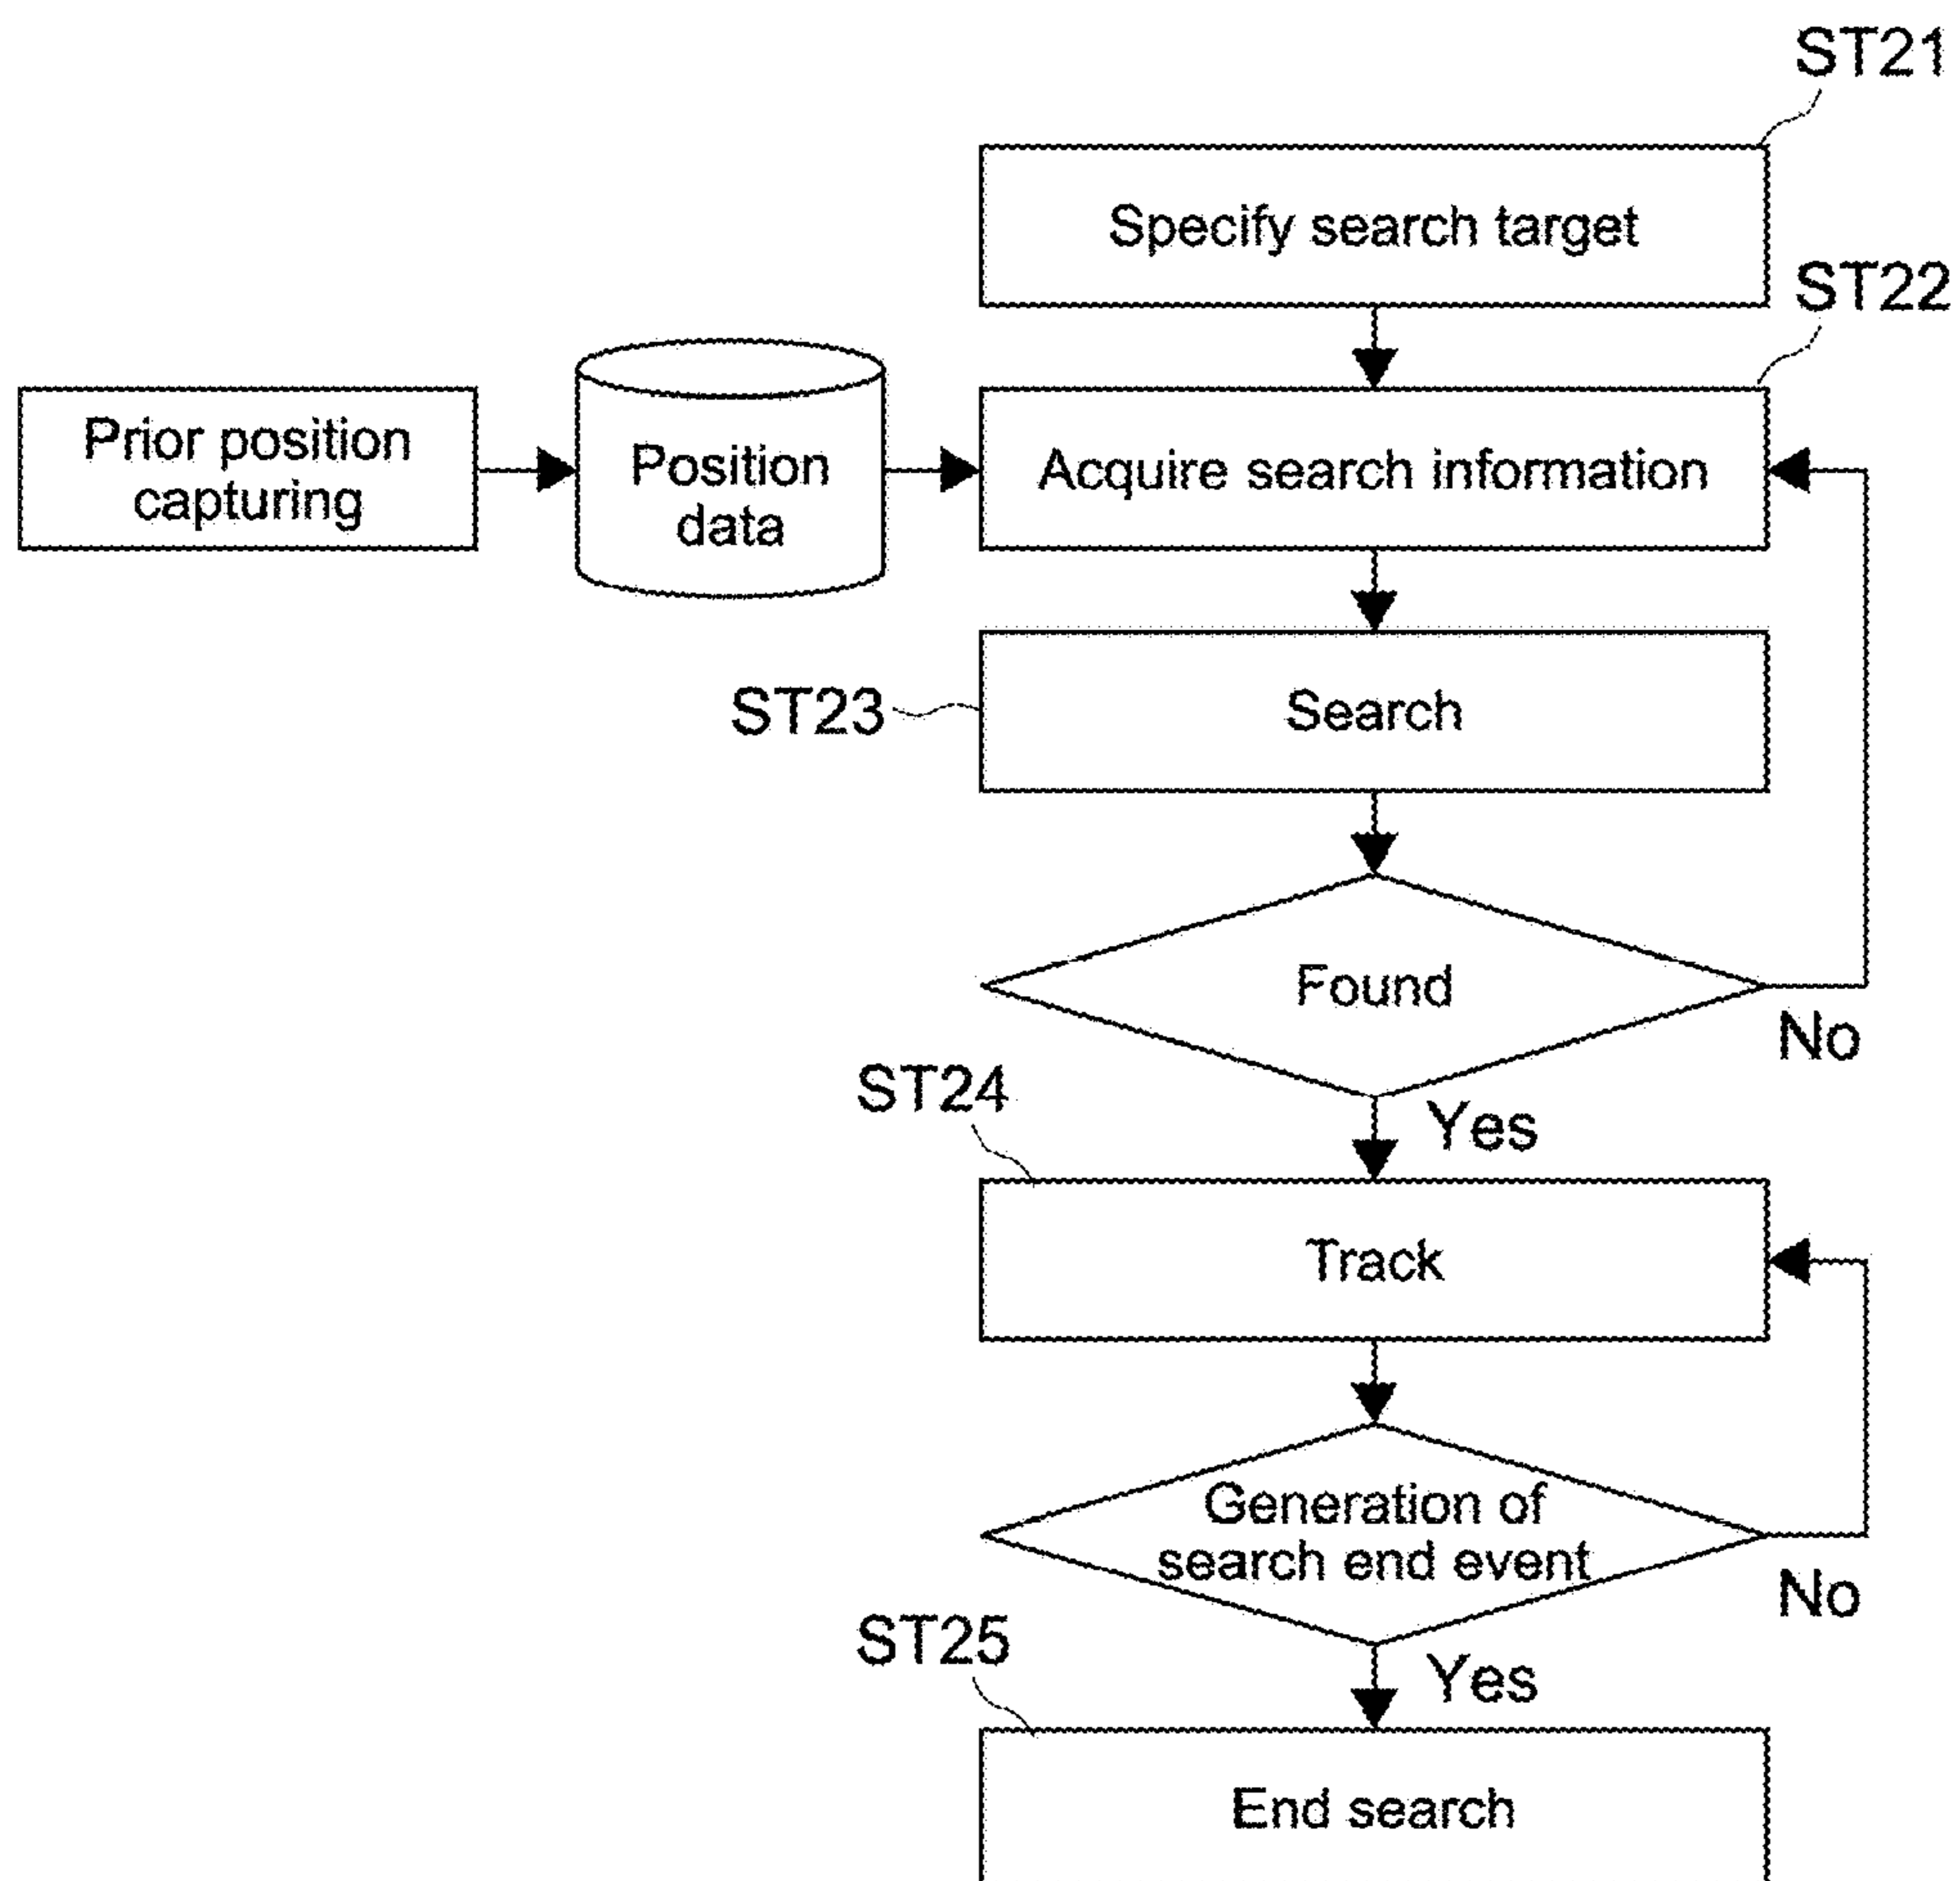 ST21
Specify search target
ST22
Prior position
capturing
Position
data
Acquire search information
ST23
Search
Found
No
ST24
Yes
Track
Generation of
search end event
No
ST25
Yes
End search